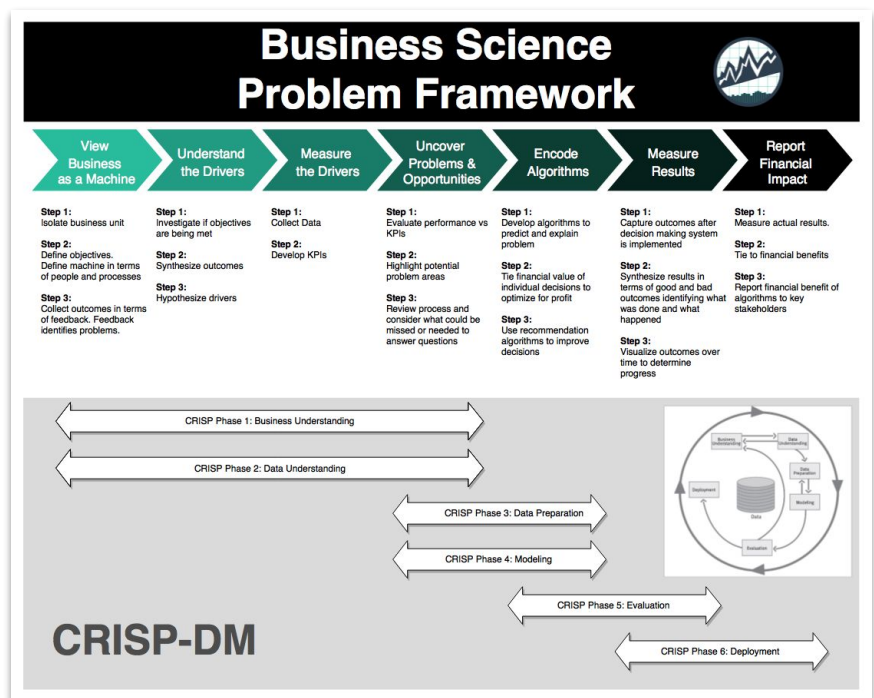 Business Science
Problem Framework
View
Business
as a Machine
Understand
the Drivers
Measure
the Drivers
Uncover
Problems &
Opportunities
Encode
Algorithms
Measure
Results
Report
Financial
Impact
Step 1:
Isolate business unit
Step 2:
Define objectives.
Define machine in terms
of people and processes
Step 3:
Collect outcomes in terms
of feedback. Feedback
identifies problems.
Step 1:
Investigate if objectives
are being met
Step 2:
Synthesize outcomes
Step 3:
Hypothesize drivers
Step 1:
Collect Data
Step 2:
Develop KPIs
Step 1:
Evaluate performance vs
KPIs
Step 2:
Highlight potential
problem areas
Step 3:
Review process and
consider what could be
missed or needed to
answer questions
Step 1:
Develop algorithms to
predict and explain
problem
Step 2:
Tie financial value of
individual decisions to
optimize for profit
Step 3:
Use recommendation
algorithms to improve
decisions
Step 1:
Capture outcomes after
decision making system
is implemented
Step 2:
Synthesize results in
terms of good and bad
outcomes identifying what
was done and what
happened
Step 3:
Visualize outcomes over
time to determine
progress
Step 1:
Measure actual results.
Step 2:
Tie to financial benefits
Step 3:
Report financial benefit of
algorithms to key
stakeholders
CRISP Phase 1: Business Understanding
CRISP Phase 2: Data Understanding
CRISP Phase 3: Data Preparation
CRISP Phase 4: Modeling
CRISP Phase 5: Evaluation
CRISP Phase 6: Deployment
CRISP-DM
Business
Understanding
Data
Understanding
Data
Preparation
Modeling
Evaluation
Deployment
Data